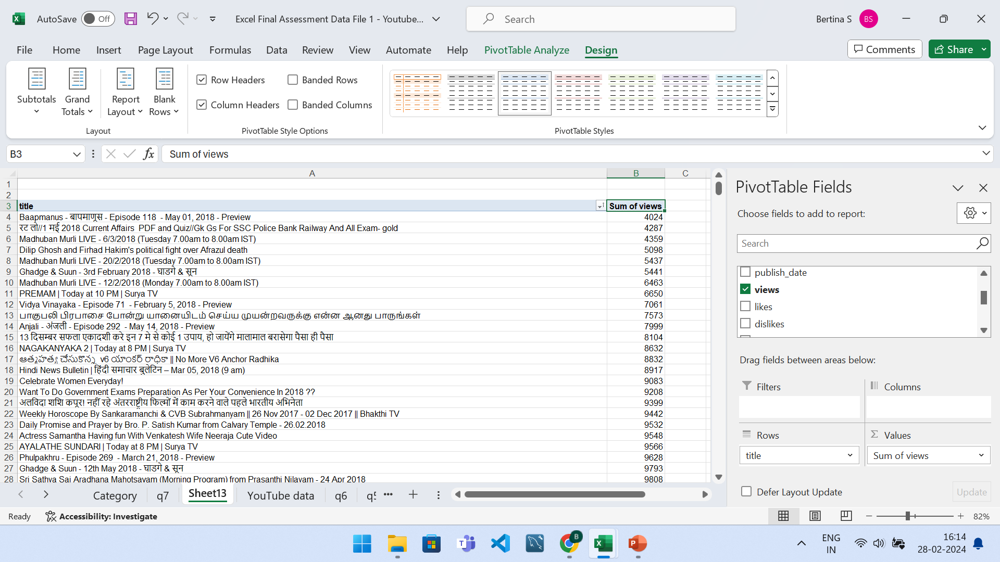 AutoSave Off Excel Final Assessment Data File 1 - Youtube... Search Bertina S BS
File Home Insert Page Layout Formulas Data Review View Automate Help PivotTable Analyze Design Comments Share
Subtotals Grand Totals Report Layout Blank Rows
Row Headers Banded Rows
Column Headers Banded Columns
Layout PivotTable Style Options PivotTable Styles
B3 fx Sum of views
A B C
1
2
3 title Sum of views
4 Baapmanus - बापमाणूस - Episode 118 - May 01, 2018 - Preview 4024
5 रट लो//1 मई 2018 Current Affairs PDF and Quiz//Gk Gs For SSC Police Bank Railway And All Exam- gold 4287
6 Madhuban Murli LIVE - 6/3/2018 (Tuesday 7.00am to 8.00am IST) 4359
7 Dilip Ghosh and Firhad Hakim's political fight over Afrazul death 5098
8 Madhuban Murli LIVE - 20/2/2018 (Tuesday 7.00am to 8.00am IST) 5437
9 Ghadge & Suun - 3rd February 2018 - घाडगे & सून 5441
10 Madhuban Murli LIVE - 12/2/2018 (Monday 7.00am to 8.00am IST) 6463
11 PREMAM | Today at 10 PM | Surya TV 6650
12 Vidya Vinayaka - Episode 71 - February 5, 2018 - Preview 7061
13 பாகுபலி பிரபாசை போன்று யானையிடம் செய்ய முயன்றவருக்கு என்ன ஆனது பாருங்கள் 7573
14 Anjali - अंजली - Episode 292 - May 14, 2018 - Preview 7999
15 13 दिसम्बर सफला एकादशी करे इन 7 मे से कोई 1 उपाय, हो जायेंगे मालामाल बरासेगा पैसा ही पैसा 8104
16 NAGAKANYAKA 2 | Today at 8 PM | Surya TV 8632
17 ఆత్మహత్య చేసుకొన్న v6 యాంకర్ రాధికా || No More V6 Anchor Radhika 8832
18 Hindi News Bulletin | हिंदी समाचार बुलेटिन – Mar 05, 2018 (9 am) 8917
19 Celebrate Women Everyday! 9083
20 Want To Do Government Exams Preparation As Per Your Convenience In 2018 ?? 9208
21 अलविदा शशि कपूर! नहीं रहे अंतरराष्ट्रीय फिल्मों में काम करने वाले पहले भारतीय अभिनेता 9399
22 Weekly Horoscope By Sankaramanchi & CVB Subrahmanyam || 26 Nov 2017 - 02 Dec 2017 || Bhakthi TV 9442
23 Daily Promise and Prayer by Bro. P. Satish Kumar from Calvary Temple - 26.02.2018 9532
24 Actress Samantha Having fun With Venkatesh Wife Neeraja Cute Video 9548
25 AYALATHE SUNDARI | Today at 8 PM | Surya TV 9566
26 Phulpakhru - Episode 269 - March 21, 2018 - Preview 9628
27 Ghadge & Suun - 12th May 2018 - घाडगे & सून 9793
28 Sri Sathya Sai Aradhana Mahotsavam (Morning Program) from Prasanthi Nilayam - 24 Apr 2018 9808
PivotTable Fields
Choose fields to add to report:
Search
publish_date
views
likes
dislikes
Drag fields between areas below:
Filters Columns
Rows Values
title Sum of views
Defer Layout Update Update
Category q7 Sheet13 YouTube data q6 q5
Ready Accessibility: Investigate 82%
ENG
IN
16:14
28-02-2024